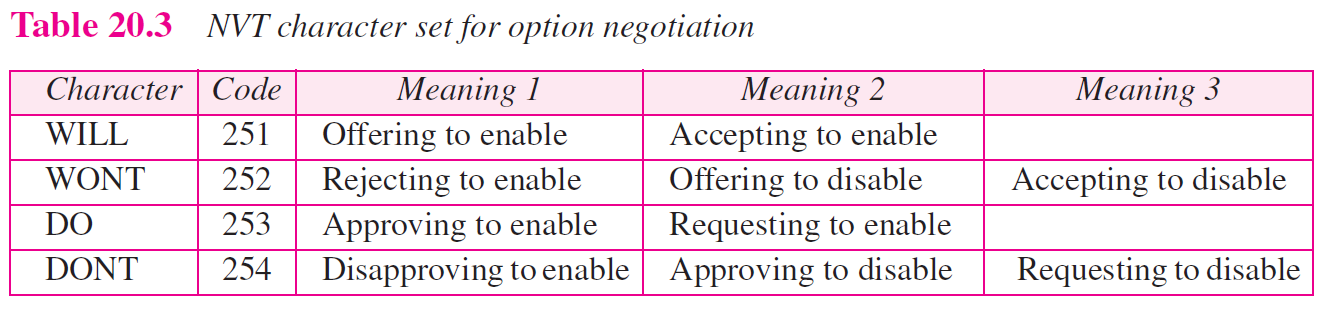 Table 20.3 NVT character set for option negotiation
Character Code Meaning 1 Meaning 2 Meaning 3
WILL 251 Offering to enable Accepting to enable
WONT 252 Rejecting to enable Offering to disable Accepting to disable
DO 253 Approving to enable Requesting to enable
DONT 254 Disapproving to enable Approving to disable Requesting to disable